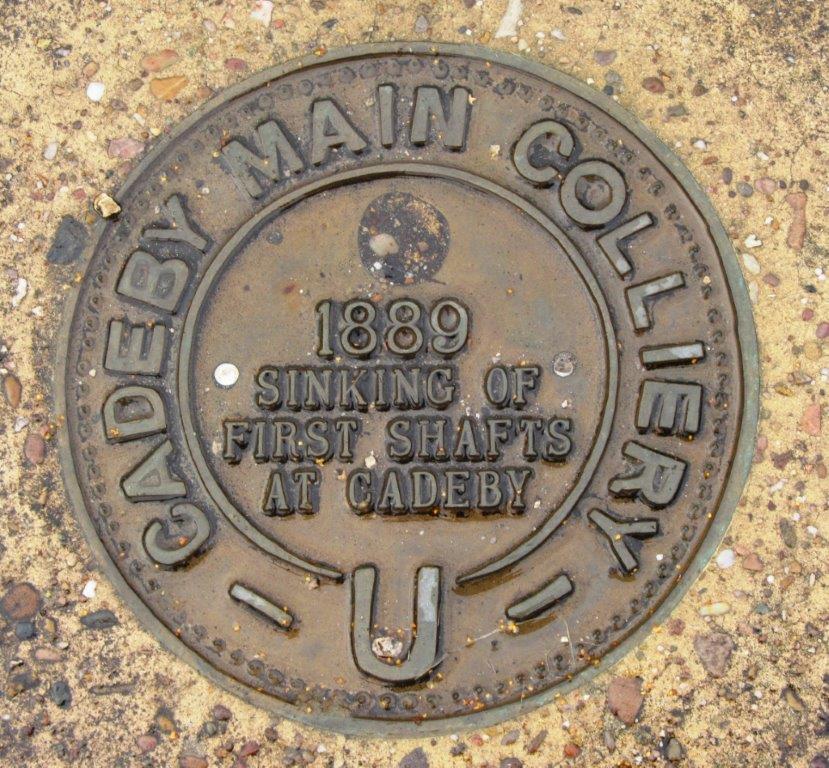 CADEBY MAIN COLLIERY
1889
SINKING OF
FIRST SHAFTS
AT CADEBY
- U -